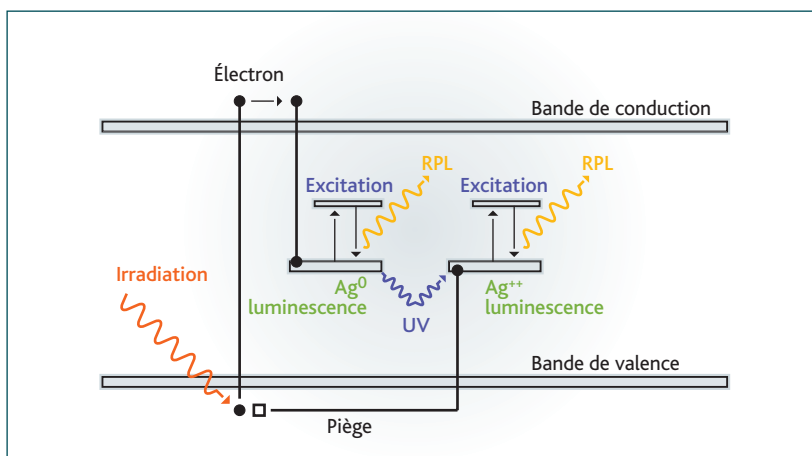 Électron
Bande de conduction
RPL
RPL
Excitation
Excitation
Irradiation
Ag⁰
luminescence
UV
Ag⁺⁺
luminescence
Bande de valence
Piège